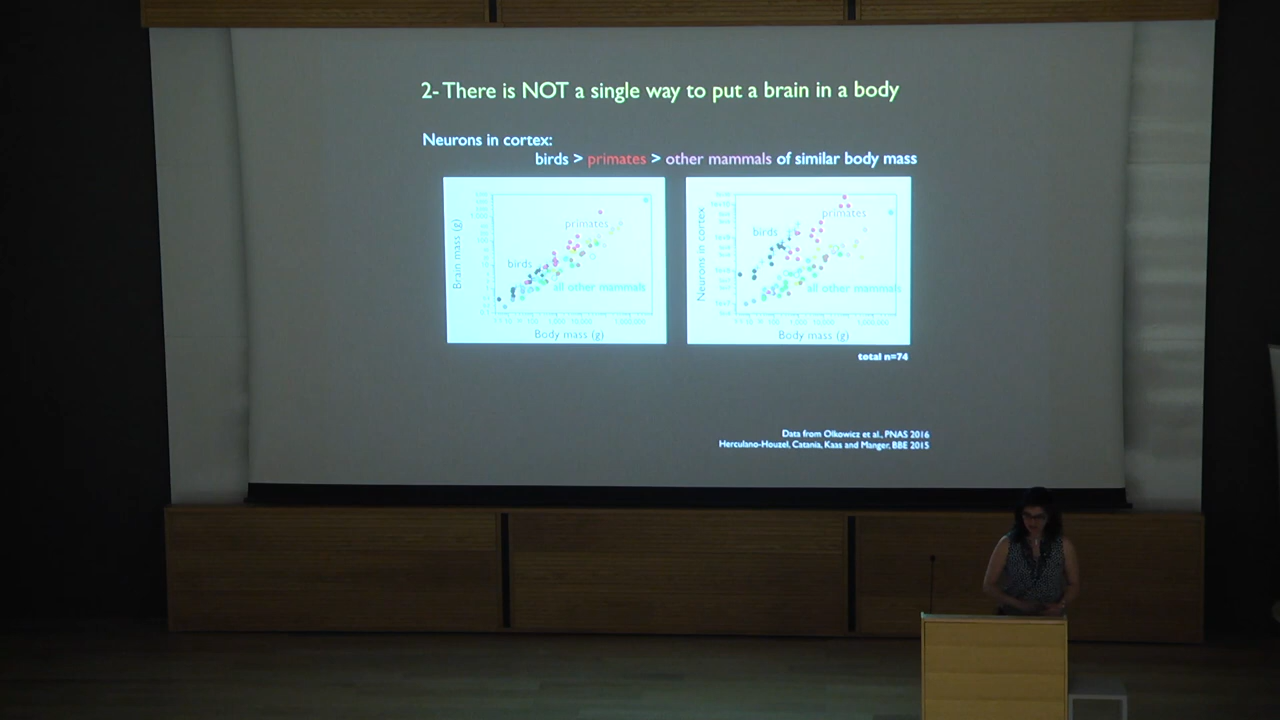 2- There is NOT a single way to put a brain in a body
Neurons in cortex:
birds > primates > other mammals of similar body mass
Brain mass (g)
primates
birds
all other mammals
Body mass (g)
Neurons in cortex
primates
birds
all other mammals
Body mass (g)
total n=74
Data from Olkowicz et al., PNAS 2016
Herculano-Houzel, Catania, Kaas and Manger, BBE 2015